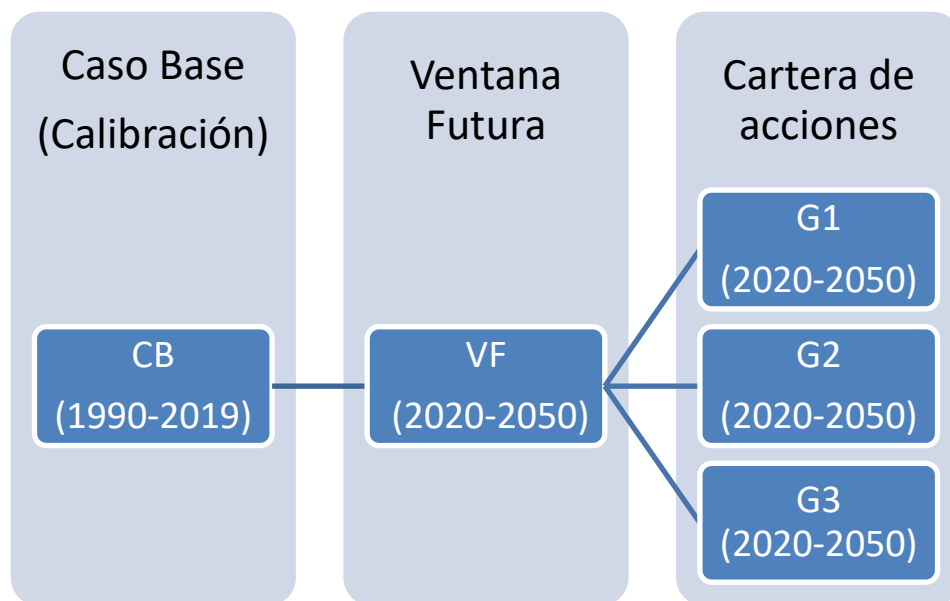 Caso Base
(Calibración)
CB
(1990-2019)
Ventana
Futura
VF
(2020-2050)
Cartera de
acciones
G1
(2020-2050)
G2
(2020-2050)
G3
(2020-2050)